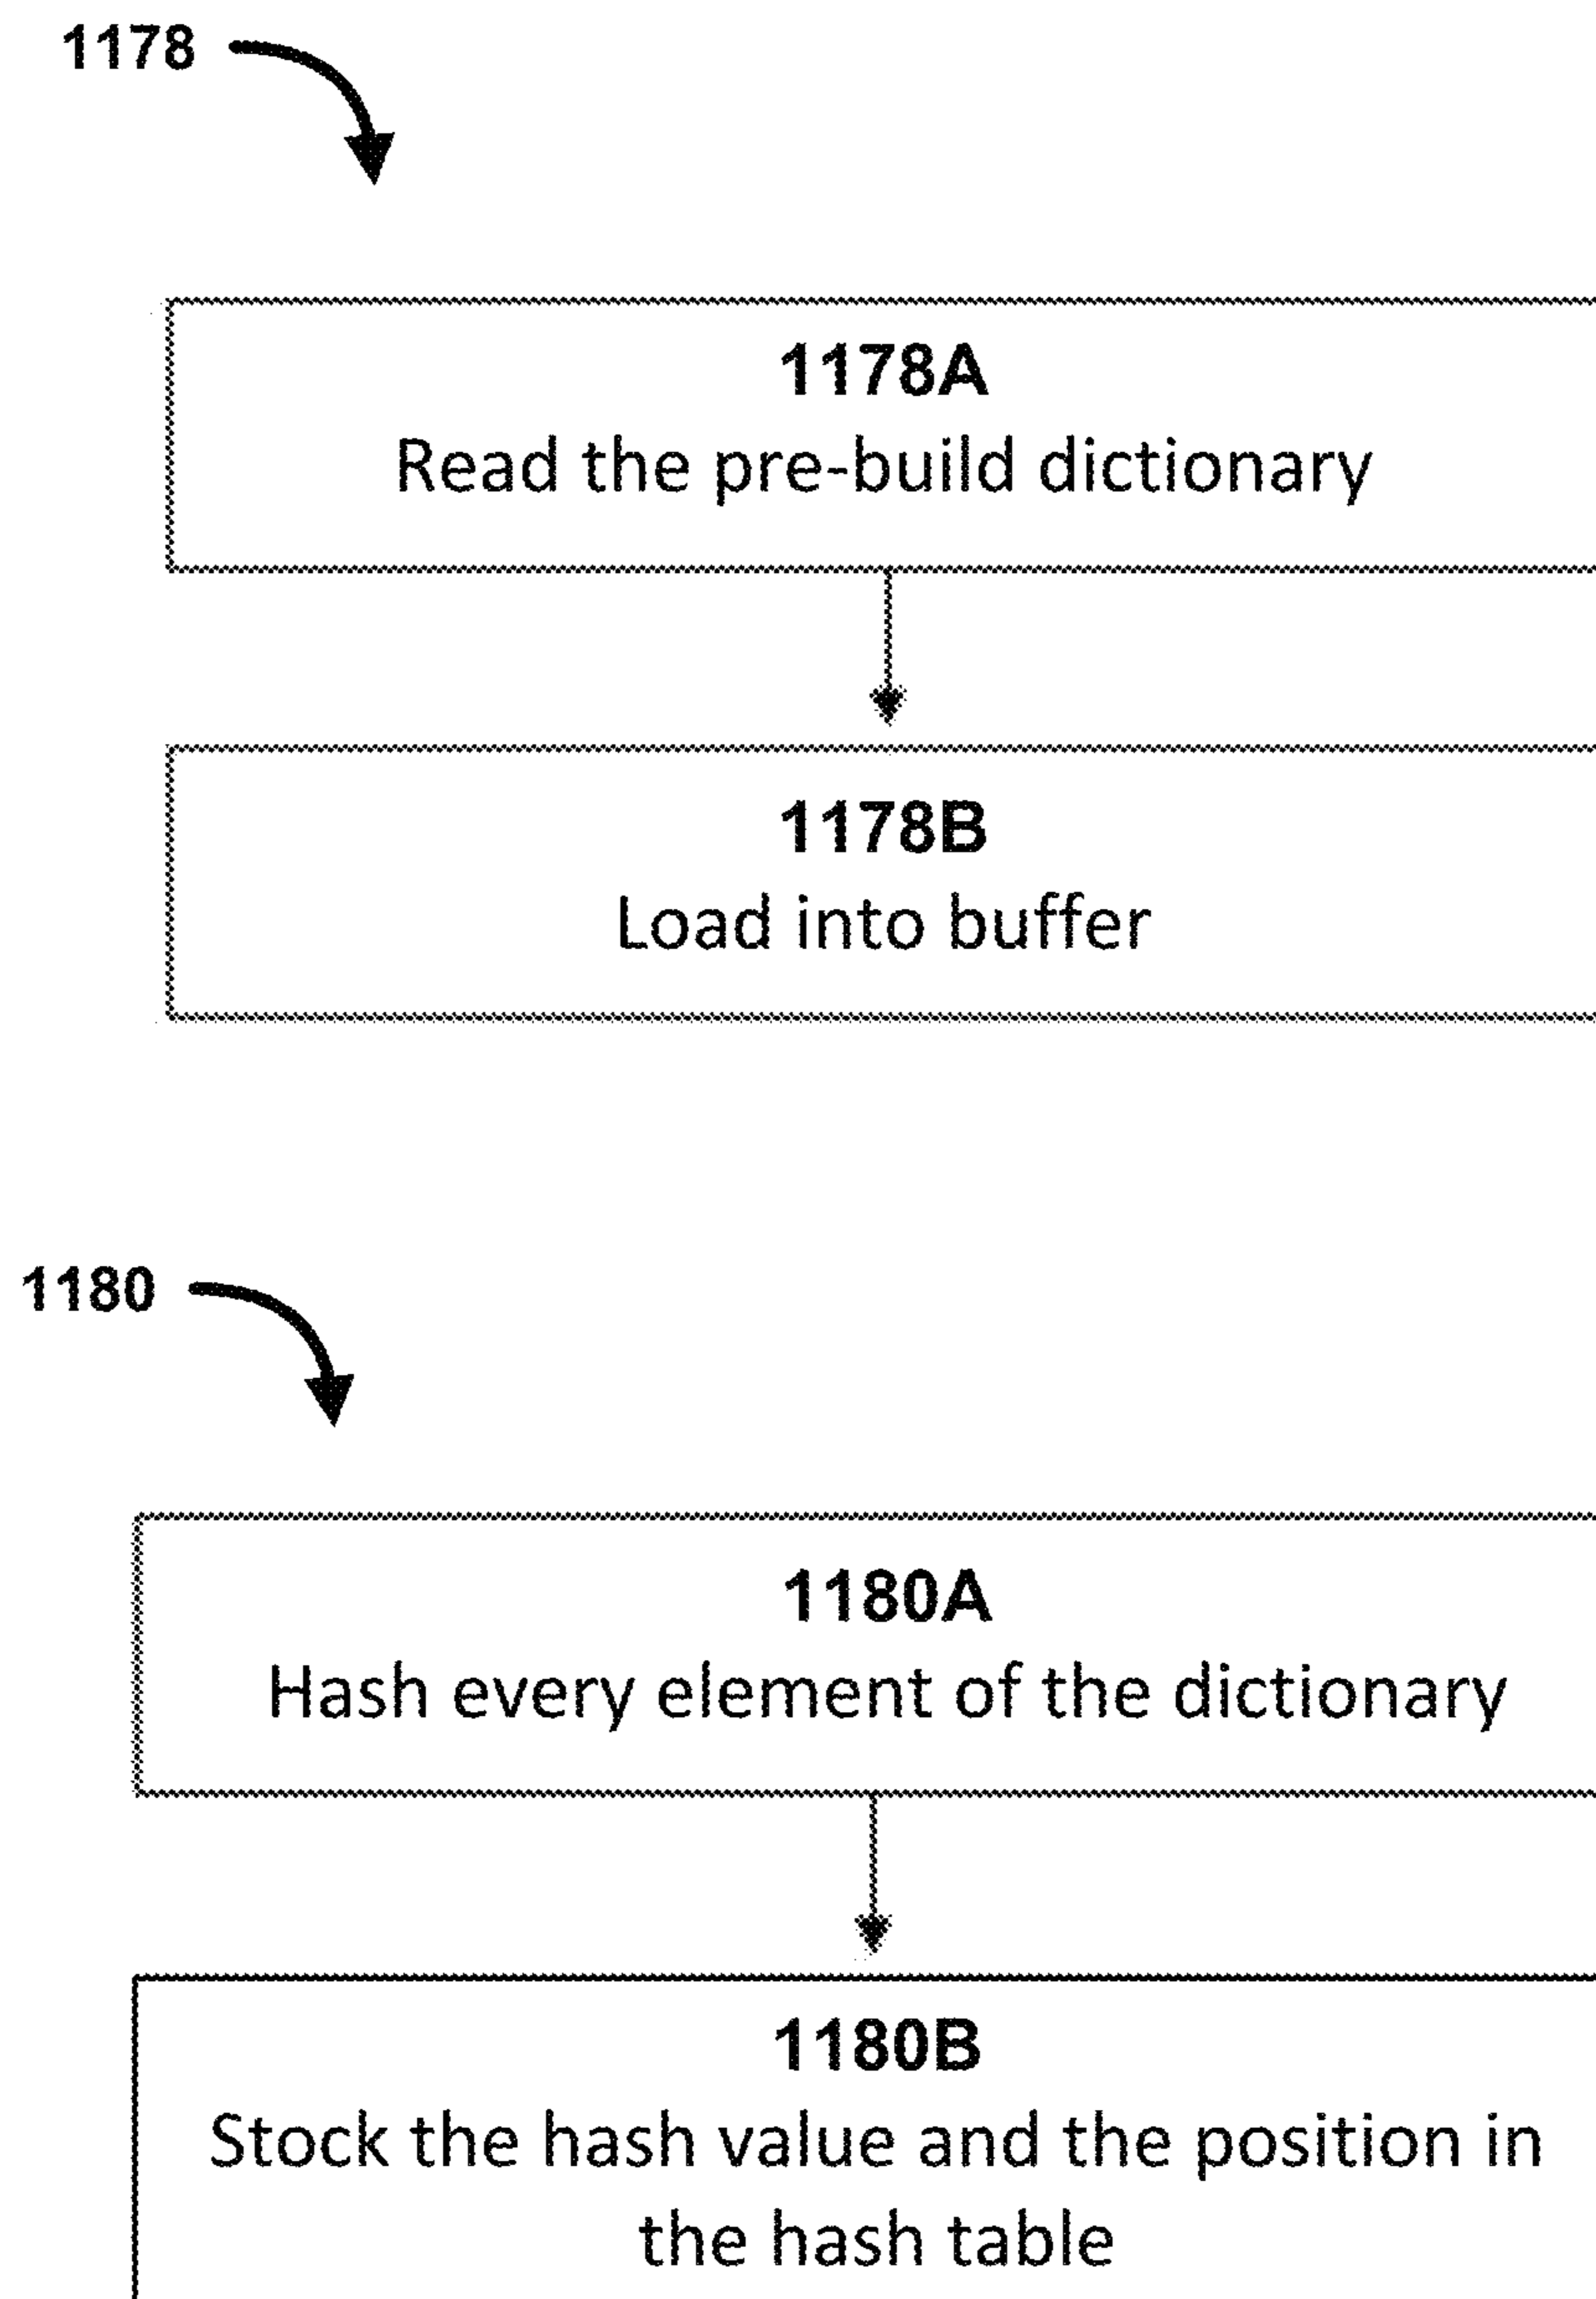 1178
1178A
Read the pre-build dictionary
1178B
Load into buffer
1180
1180A
Hash every element of the dictionary
1180B
Stock the hash value and the position in
the hash table